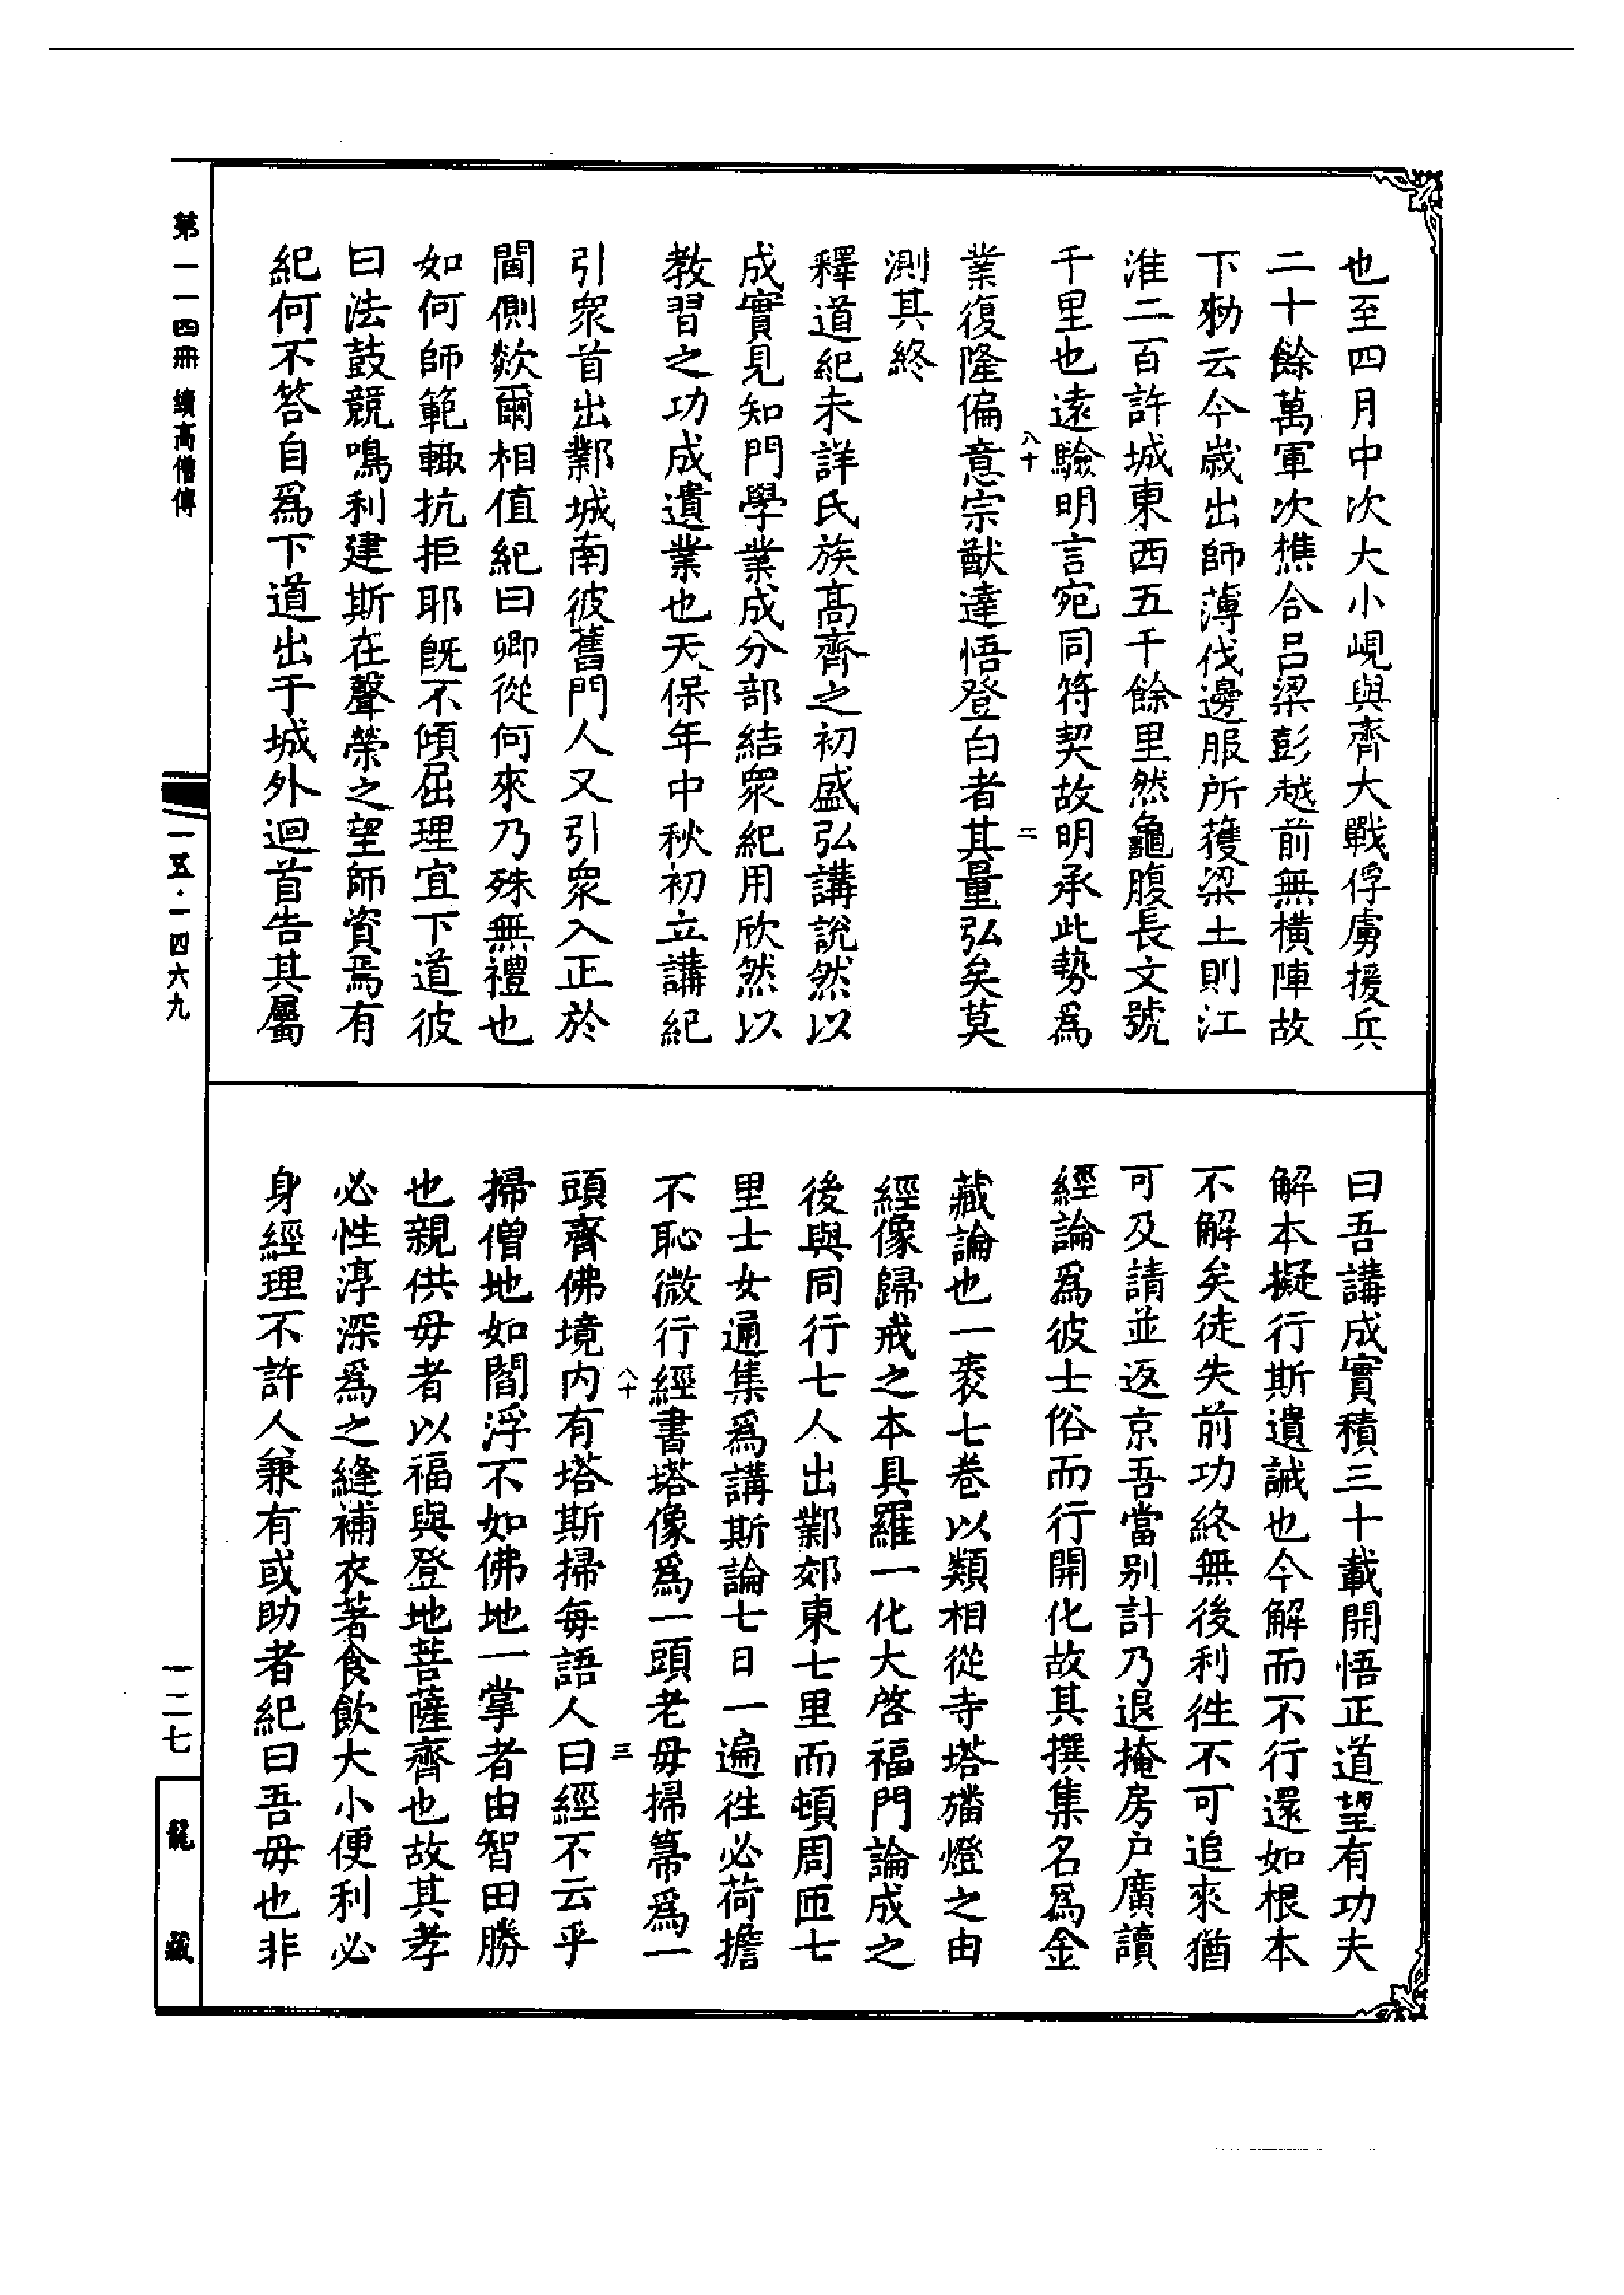 也至四月中次大小峴與齊大戰俘虜援兵
二十餘萬軍次樵合呂梁彭越前無橫陣故
下勑云今歲出師薄伐邊服所獲梁土則江
淮二百許城東西五千餘里然龜腹長文號
千里也遠驗明言宛同符契故明承此勢爲
八十 二
業復隆偏意宗猷達悟登白者其量弘矣莫
測其終
釋道紀未詳氏族高齊之初盛弘講說然以
成實見知門學業成分部結衆紀用欣然以
教習之功成遺業也天保年中秋初立講紀
引衆首出鄴城南彼舊門人又引衆入正於
閫側欻爾相值紀曰卿從何來乃殊無禮也
如何師範輙抗拒耶旣不傾屈理宜下道彼
曰法鼓競鳴利建斯在聲榮之望師資焉有
紀何不答自爲下道出于城外迴首告其屬
曰吾講成實積三十載開悟正道望有功夫
解本擬行斯遺誡也今解而不行還如根本
不解矣徒失前功終無後利徃不可追來猶
可及請並返京吾當别計乃退掩房户廣讀
經論爲彼士俗而行開化故其撰集名爲金
藏論也一袠七卷以類相從寺塔旛燈之由
經像歸戒之本具羅一化大啓福門論成之
後與同行七人出鄴郊東七里而頓周匝七
里士女通集爲講斯論七日一遍徃必荷擔
不恥微行經書塔像爲一頭老毋掃箒爲一
八十 三
頭齊佛境内有塔斯掃每語人曰經不云乎
掃僧地如閻浮不如佛地一掌者由智田勝
也親供毋者以福與登地菩薩齊也故其孝
必性淳深爲之縫補衣著食飲大小便利必
身經理不許人兼有或助者紀曰吾毋也非
第一一四冊 續高僧傳
一五·一四六九
一二七
龍藏